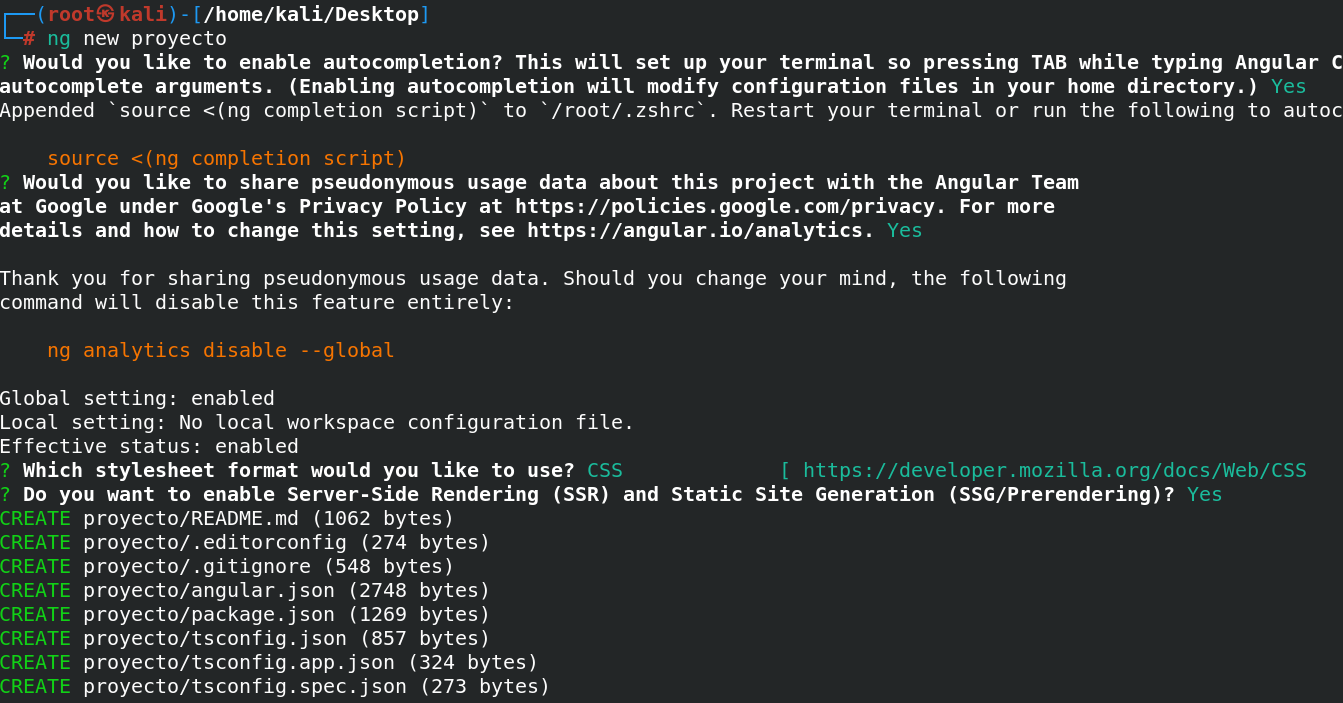 ┌──(root㉿kali)-[/home/kali/Desktop]
└─# ng new proyecto
? Would you like to enable autocompletion? This will set up your terminal so pressing TAB while typing Angular C
autocomplete arguments. (Enabling autocompletion will modify configuration files in your home directory.) Yes
Appended `source <(ng completion script)` to `/root/.zshrc`. Restart your terminal or run the following to autoc
source <(ng completion script)
? Would you like to share pseudonymous usage data about this project with the Angular Team
at Google under Google's Privacy Policy at https://policies.google.com/privacy. For more
details and how to change this setting, see https://angular.io/analytics. Yes
Thank you for sharing pseudonymous usage data. Should you change your mind, the following
command will disable this feature entirely:
ng analytics disable --global
Global setting: enabled
Local setting: No local workspace configuration file.
Effective status: enabled
? Which stylesheet format would you like to use? CSS [ https://developer.mozilla.org/docs/Web/CSS
? Do you want to enable Server-Side Rendering (SSR) and Static Site Generation (SSG/Prerendering)? Yes
CREATE proyecto/README.md (1062 bytes)
CREATE proyecto/.editorconfig (274 bytes)
CREATE proyecto/.gitignore (548 bytes)
CREATE proyecto/angular.json (2748 bytes)
CREATE proyecto/package.json (1269 bytes)
CREATE proyecto/tsconfig.json (857 bytes)
CREATE proyecto/tsconfig.app.json (324 bytes)
CREATE proyecto/tsconfig.spec.json (273 bytes)